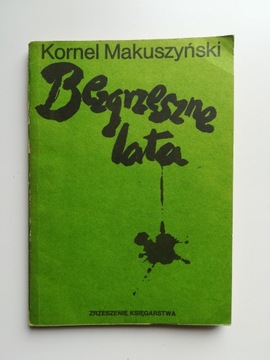 Kornel Makuszyński
Bezgrzeszne
lata
ZRZESZENIE KSIĘGARSTWA